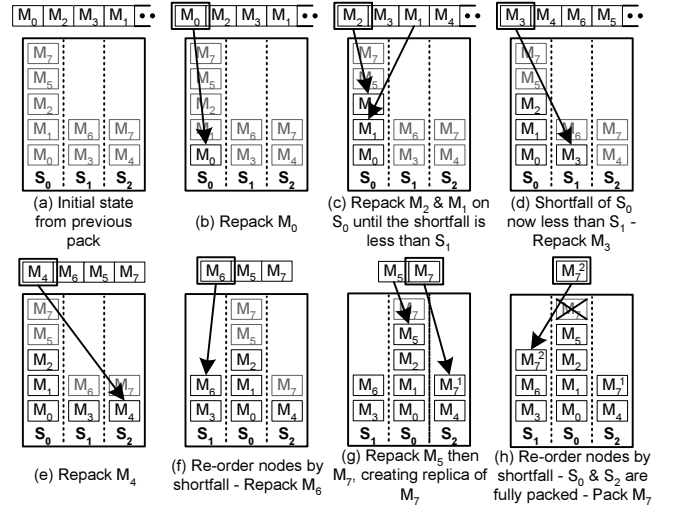 M0 M2 M3 M1 ••
M7
M5
M2
M1 M6 M7
M0 M3 M4
S0 S1 S2
(a) Initial state
from previous
pack
M0 M2 M3 M1 ••
M7
M5
M2
M6 M7
M0 M3 M4
S0 S1 S2
(b) Repack M0
M2 M3 M1 M4 ••
M7
M5
M1 M6 M7
M0 M3 M4
S0 S1 S2
(c) Repack M2 & M1 on
S0 until the shortfall is
less than S1
M3 M4 M6 M5 ••
M7
M5
M2
M1 M6 M7
M0 M3 M4
S0 S1 S2
(d) Shortfall of S0
now less than S1 -
Repack M3
M4 M6 M5 M7
M7
M5
M2
M1 M6 M7
M0 M3 M4
S0 S1 S2
(e) Repack M4
M6 M5 M7
M7
M5
M2
M6 M1 M7
M3 M0 M4
S1 S0 S2
(f) Re-order nodes by
shortfall - Repack M6
M5 M7
M7
M5
M2
M6 M1 M7¹
M3 M0 M4
S1 S0 S2
(g) Repack M5 then
M7, creating replica of
M7
M7²
M7
M5
M7² M2
M6 M1 M7¹
M3 M0 M4
S1 S0 S2
(h) Re-order nodes by
shortfall - S0 & S2 are
fully packed - Pack M7